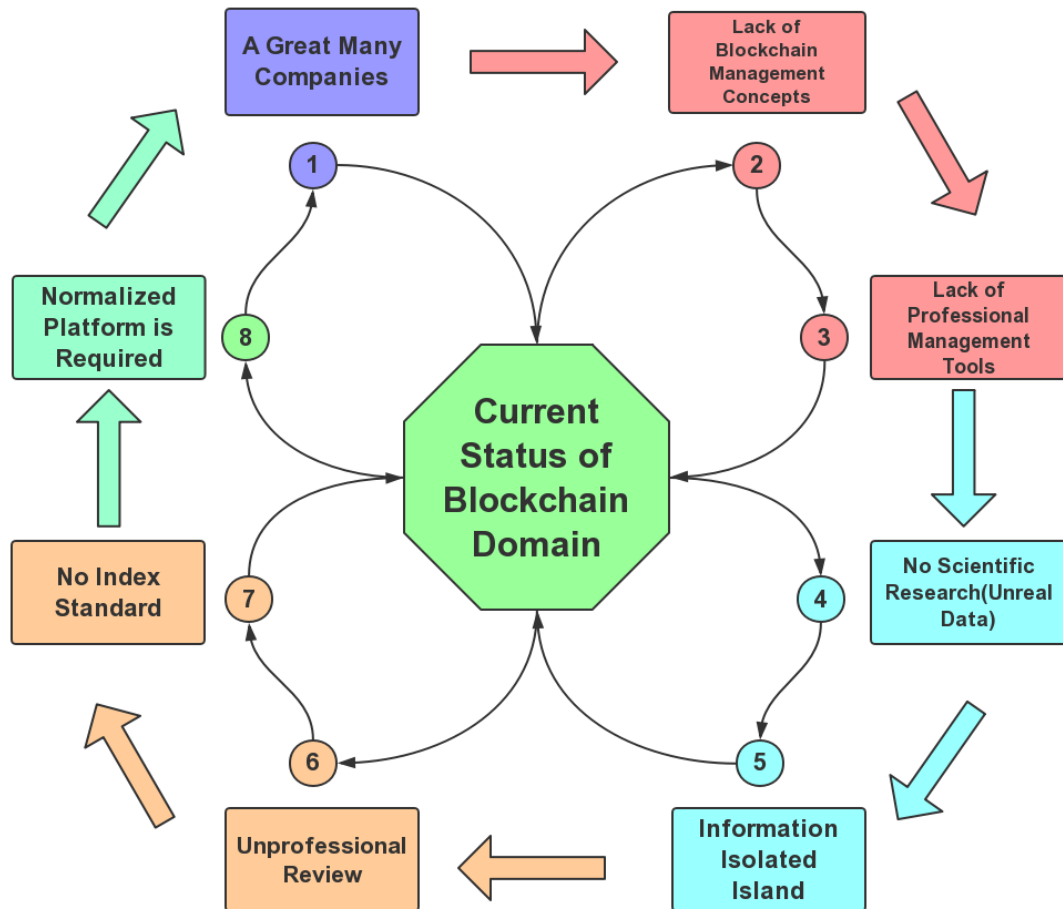 A Great Many
Companies
Lack of
Blockchain
Management
Concepts
1
2
Normalized
Platform is
Required
8
3
Lack of
Professional
Management
Tools
Current
Status of
Blockchain
Domain
No Index
Standard
7
4
No Scientific
Research(Unreal
Data)
6
5
Unprofessional
Review
Information
Isolated
Island